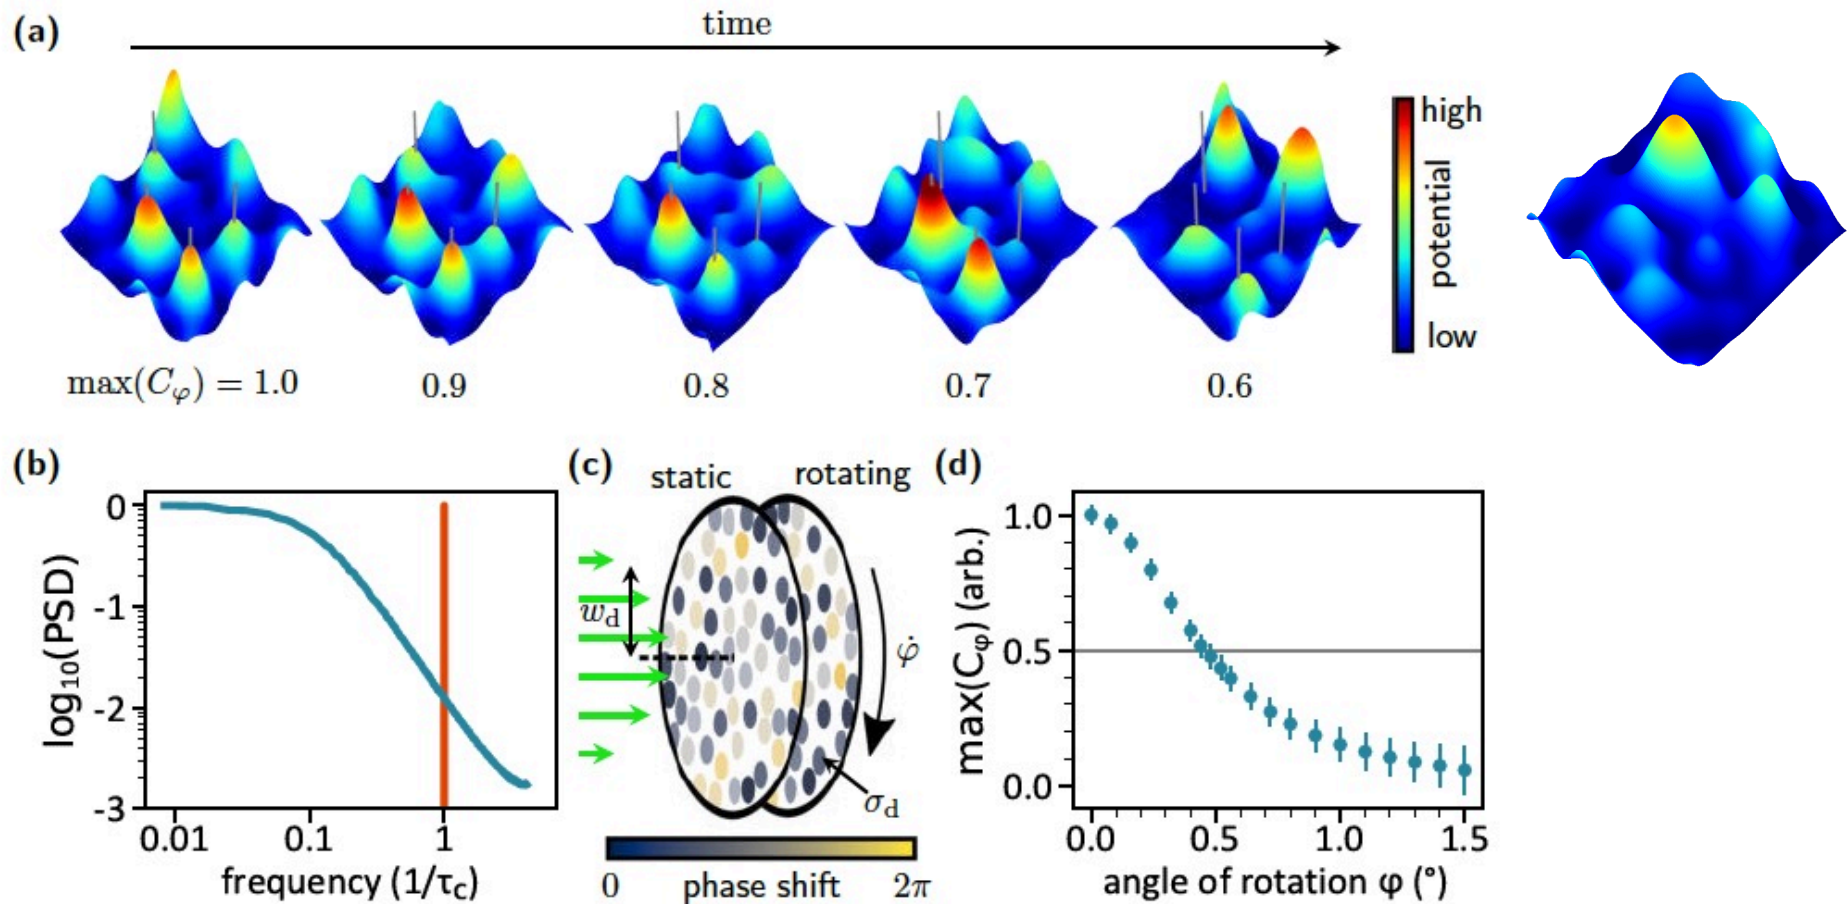 (a)
time
high
potential
low
max(C_φ) = 1.0
0.9
0.8
0.7
0.6
(b)
log₁₀(PSD)
0
-1
-2
-3
0.01
0.1
1
frequency (1/τ_c)
(c)
static
rotating
w_d
φ̇
σ_d
0
phase shift
2π
(d)
max(C_φ) (arb.)
1.0
0.5
0.0
0.0
0.5
1.0
1.5
angle of rotation φ (°)